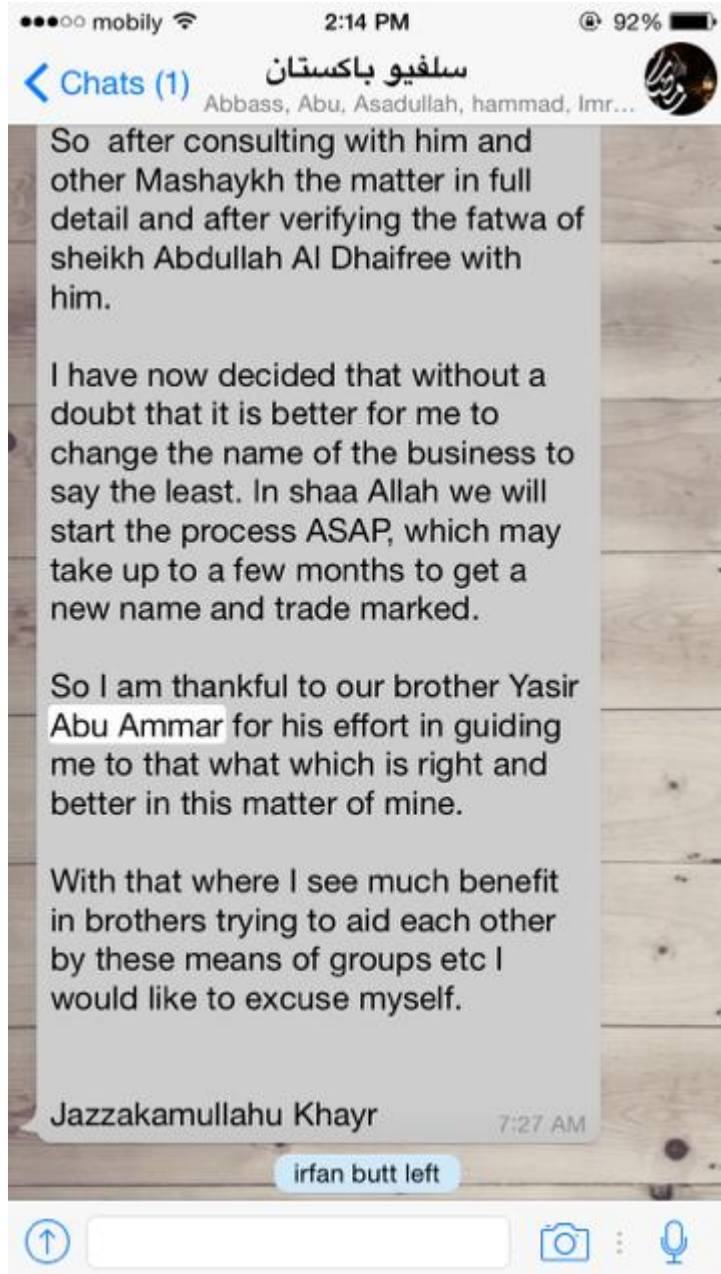 mobily 2:14 PM 92%
Chats (1) سلفيو باكستان
Abbass, Abu, Asadullah, hammad, Imr...
So after consulting with him and
other Mashaykh the matter in full
detail and after verifying the fatwa of
sheikh Abdullah Al Dhaifree with
him.
I have now decided that without a
doubt that it is better for me to
change the name of the business to
say the least. In shaa Allah we will
start the process ASAP, which may
take up to a few months to get a
new name and trade marked.
So I am thankful to our brother Yasir
Abu Ammar for his effort in guiding
me to that what which is right and
better in this matter of mine.
With that where I see much benefit
in brothers trying to aid each other
by these means of groups etc I
would like to excuse myself.
Jazzakamullahu Khayr 7:27 AM
irfan butt left